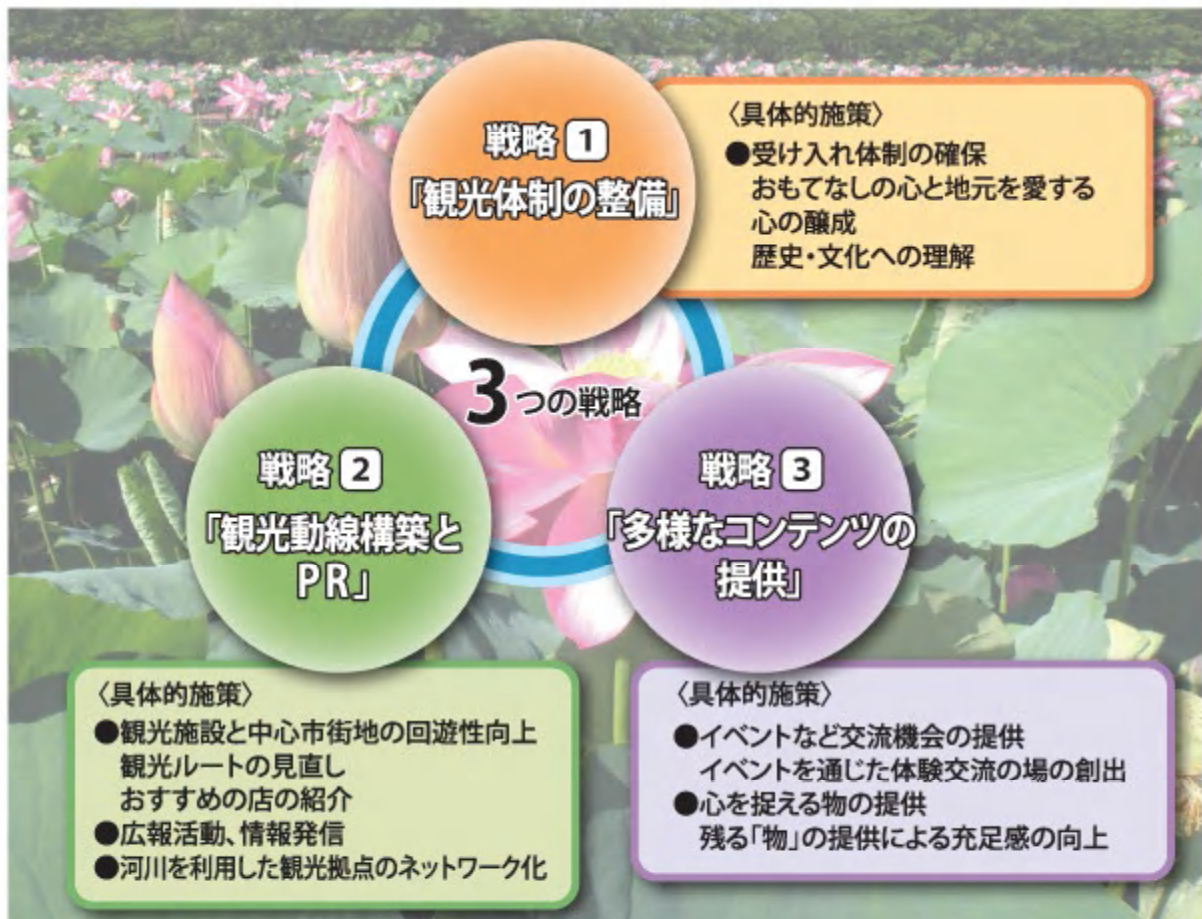 戦略 1
「観光体制の整備」
〈具体的施策〉
●受け入れ体制の確保
おもてなしの心と地元を愛する
心の醸成
歴史・文化への理解
3つの戦略
戦略 2
「観光動線構築と
PR」
〈具体的施策〉
●観光施設と中心市街地の回遊性向上
観光ルートの見直し
おすすめの店の紹介
●広報活動、情報発信
●河川を利用した観光拠点のネットワーク化
戦略 3
「多様なコンテンツの
提供」
〈具体的施策〉
●イベントなど交流機会の提供
イベントを通じた体験交流の場の創出
●心を捉える物の提供
残る「物」の提供による充足感の向上